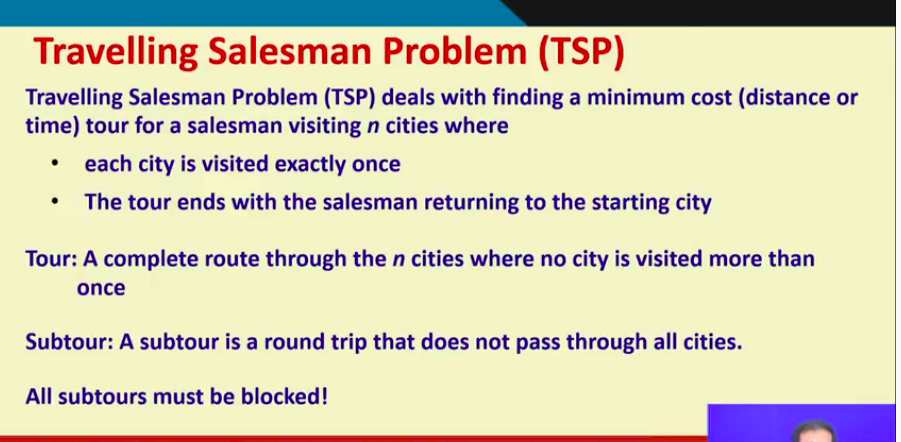 Travelling Salesman Problem (TSP)
Travelling Salesman Problem (TSP) deals with finding a minimum cost (distance or
time) tour for a salesman visiting n cities where
• each city is visited exactly once
• The tour ends with the salesman returning to the starting city
Tour: A complete route through the n cities where no city is visited more than
once
Subtour: A subtour is a round trip that does not pass through all cities.
All subtours must be blocked!